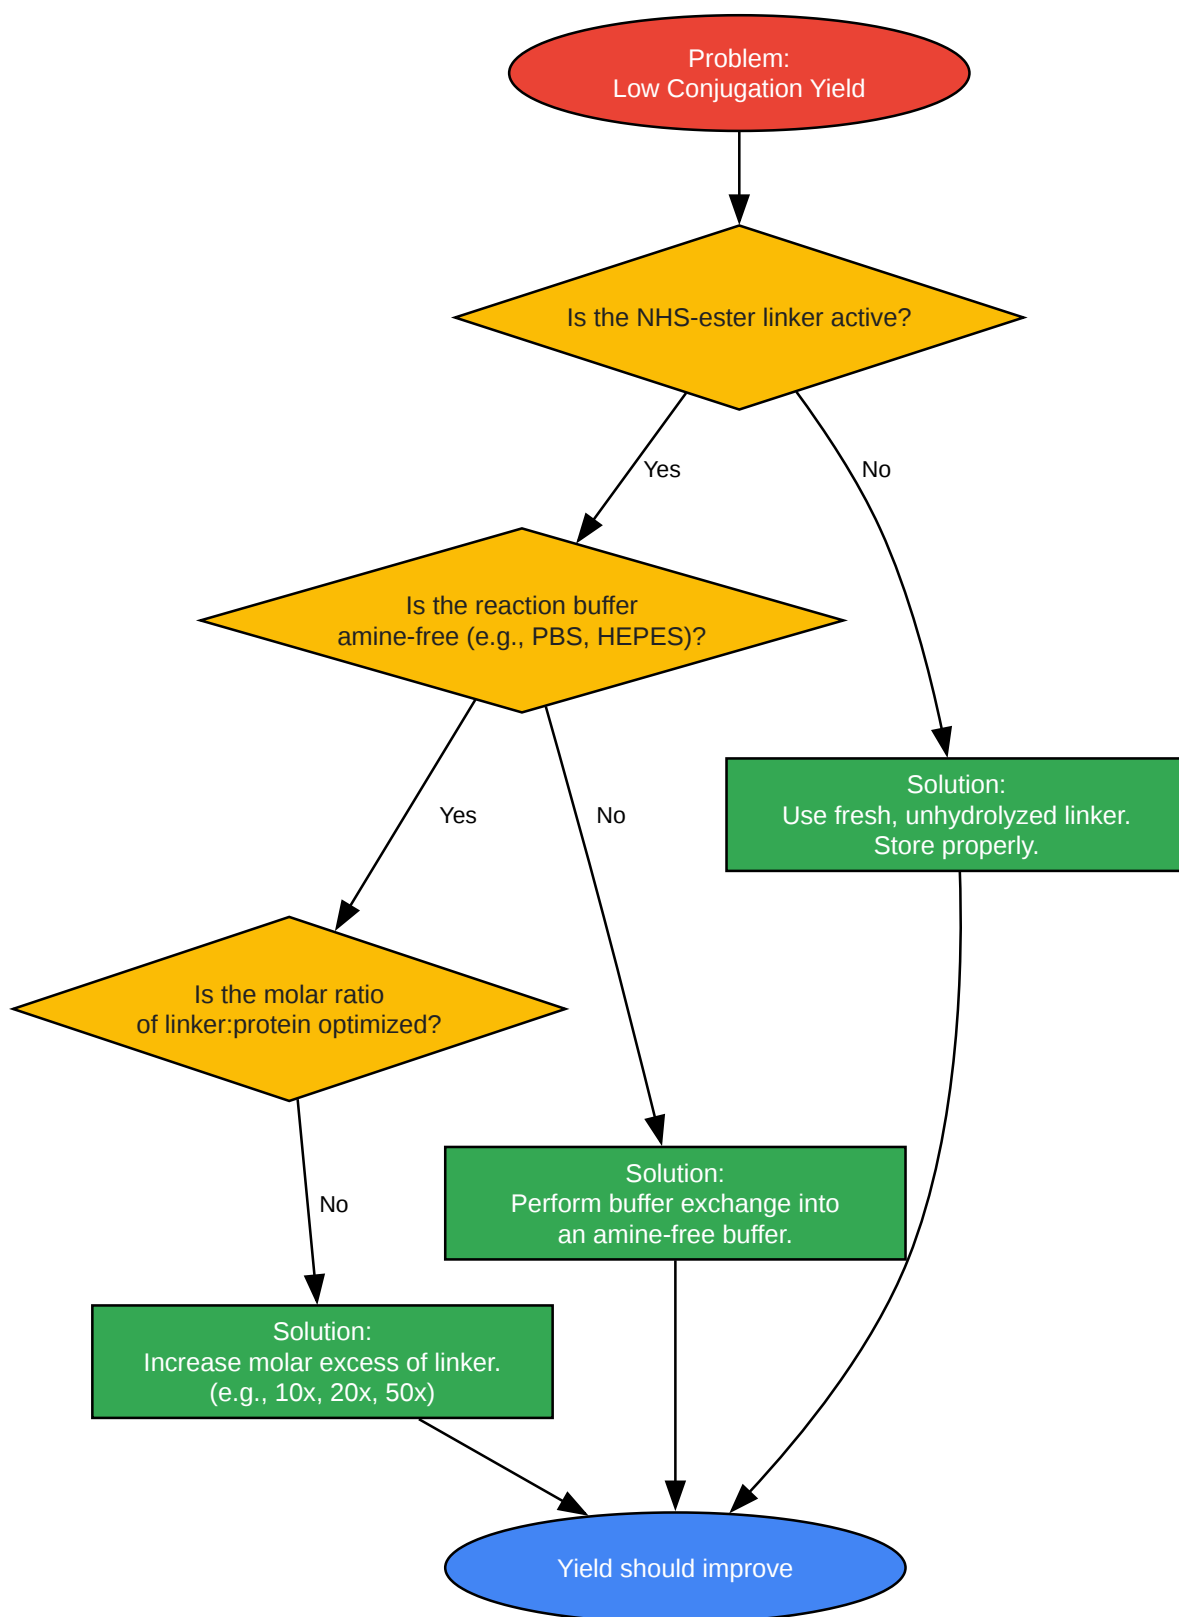 Problem:
Low Conjugation Yield
Is the NHS-ester linker active?
Yes
No
Is the reaction buffer
amine-free (e.g., PBS, HEPES)?
Solution:
Use fresh, unhydrolyzed linker.
Store properly.
Yes
No
Is the molar ratio
of linker:protein optimized?
Solution:
Perform buffer exchange into
an amine-free buffer.
No
Solution:
Increase molar excess of linker.
(e.g., 10x, 20x, 50x)
Yield should improve